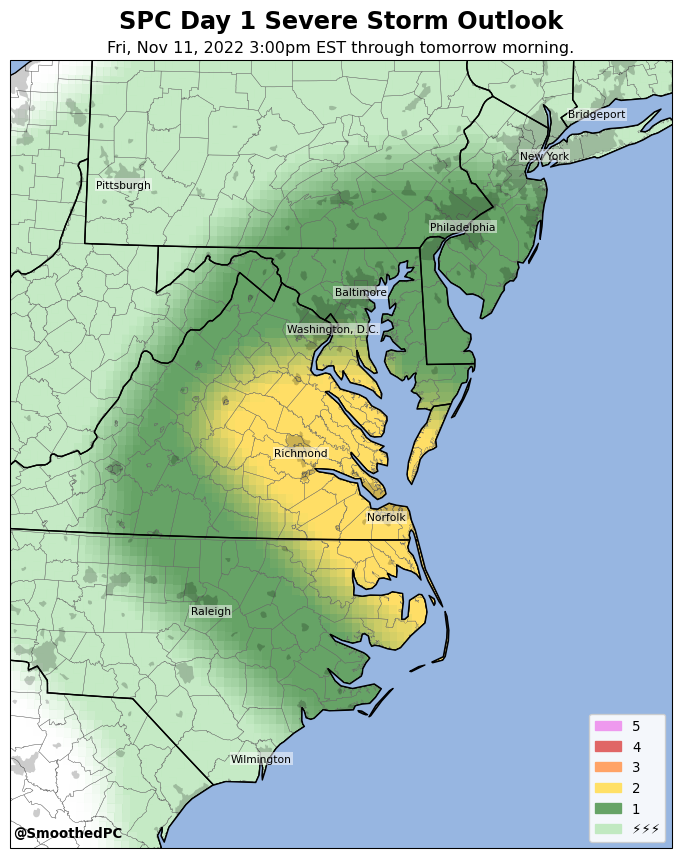 SPC Day 1 Severe Storm Outlook
Fri, Nov 11, 2022 3:00pm EST through tomorrow morning.
Bridgeport
New York
Pittsburgh
Philadelphia
Baltimore
Washington, D.C.
Richmond
Norfolk
Raleigh
Wilmington
5
4
3
2
1
⚡⚡⚡
@SmoothedPC